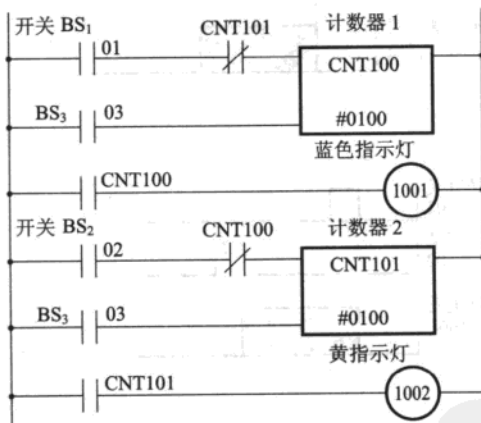 开关 BS₁
01
CNT101
计数器 1
CNT100
#0100
BS₃
03
蓝色指示灯
CNT100
1001
开关 BS₂
02
CNT100
计数器 2
CNT101
#0100
BS₃
03
黄指示灯
CNT101
1002